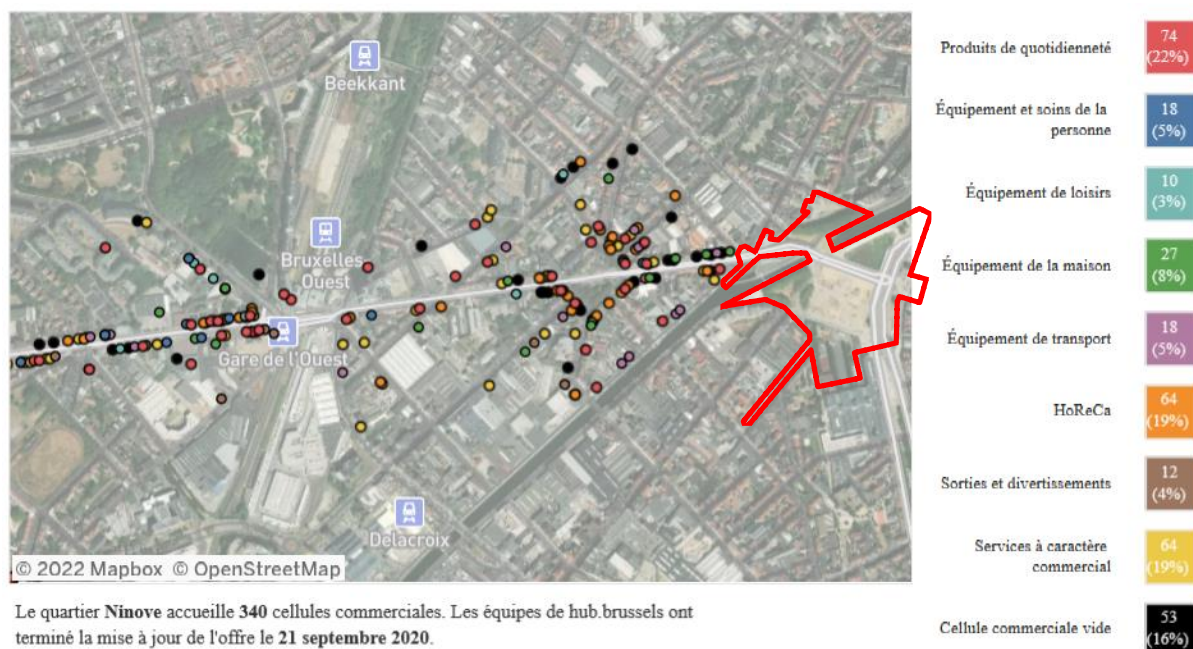 Beekkant
Bruxelles
Ouest
Gare de l'Ouest
Delacroix
© 2022 Mapbox © OpenStreetMap
Le quartier Ninove accueille 340 cellules commerciales. Les équipes de hub.brussels ont
terminé la mise à jour de l'offre le 21 septembre 2020.
Produits de quotidienneté
74
(22%)
Équipement et soins de la
personne
18
(5%)
Équipement de loisirs
10
(3%)
Équipement de la maison
27
(8%)
Équipement de transport
18
(5%)
HoReCa
64
(19%)
Sorties et divertissements
12
(4%)
Services à caractère
commercial
64
(19%)
Cellule commerciale vide
53
(16%)